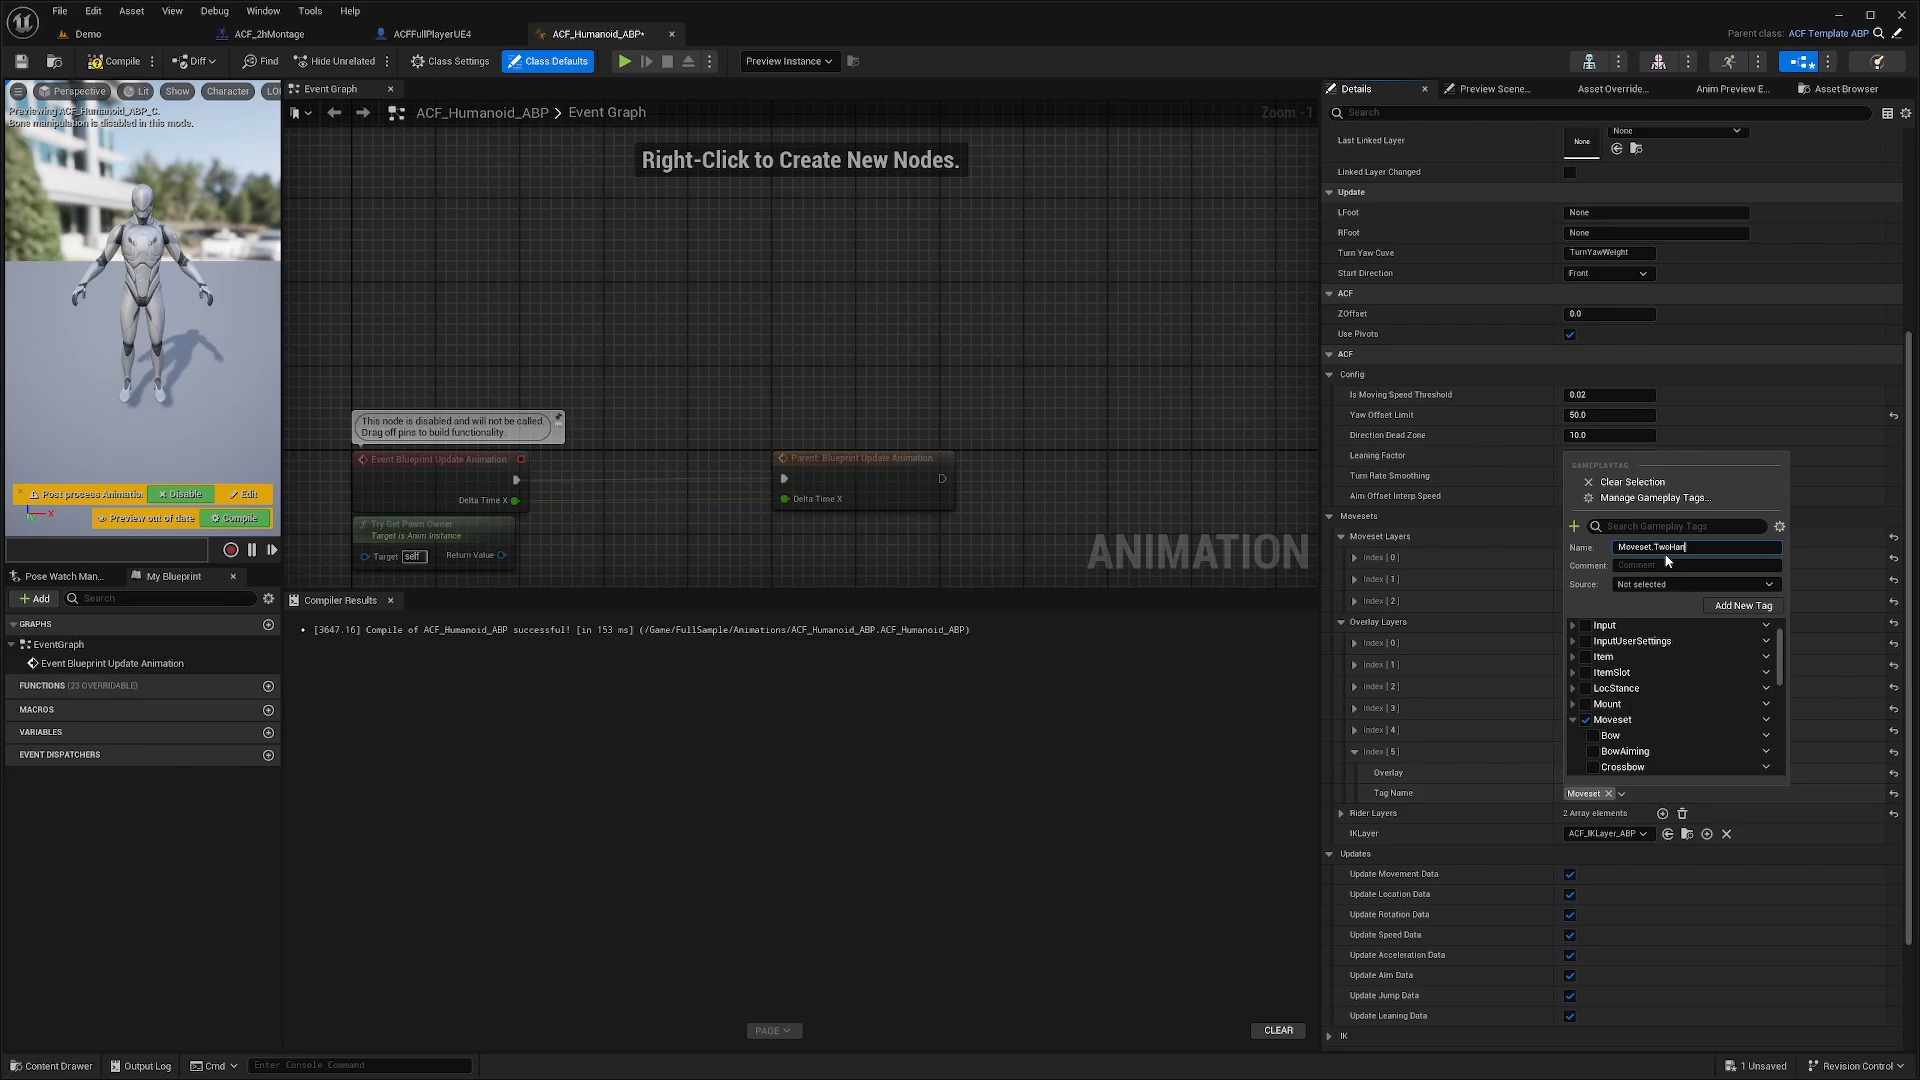 File Edit Asset View Debug Window Tools Help
Demo ACF_2hMontage ACFFullPlayerUE4 ACF_Humanoid_ABP*
Parent class: ACF Template ABP
Compile Diff Find Hide Unrelated Class Settings Class Defaults Preview Instance
Perspective Lit Show Character LO
Previewing ACF_Humanoid_ABP_C.
Bone manipulation is disabled in this mode.
Post process Animatio Disable Edit
Preview out of date Compile
Pose Watch Man... My Blueprint
Add Search
GRAPHS
EventGraph
Event Blueprint Update Animation
FUNCTIONS (23 OVERRIDABLE)
MACROS
VARIABLES
EVENT DISPATCHERS
Event Graph
ACF_Humanoid_ABP > Event Graph
Zoom -1
Right-Click to Create New Nodes.
This node is disabled and will not be called.
Drag off pins to build functionality.
Event Blueprint Update Animation
Delta Time X
Parent: Blueprint Update Animation
Delta Time X
Try Get Pawn Owner
Target is Anim Instance
Target self Return Value
ANIMATION
Compiler Results
[3647.16] Compile of ACF_Humanoid_ABP successful! [in 153 ms] (/Game/FullSample/Animations/ACF_Humanoid_ABP.ACF_Humanoid_ABP)
PAGE CLEAR
Details Preview Scene... Asset Override... Anim Preview E... Asset Browser
Search
Last Linked Layer None None
Linked Layer Changed
Update
LFoot None
RFoot None
Turn Yaw Cuve TurnYawWeight
Start Direction Front
ACF
ZOffset 0.0
Use Pivots
ACF
Config
Is Moving Speed Threshold 0.02
Yaw Offset Limit 50.0
Direction Dead Zone 10.0
Leaning Factor
Turn Rate Smoothing
Aim Offset Interp Speed
Movesets
Moveset Layers
Index [ 0 ]
Index [ 1 ]
Index [ 2 ]
Overlay Layers
Index [ 0 ]
Index [ 1 ]
Index [ 2 ]
Index [ 3 ]
Index [ 4 ]
Index [ 5 ]
Overlay
Tag Name Moveset
Rider Layers 2 Array elements
IKLayer ACF_IKLayer_ABP
Updates
Update Movement Data
Update Location Data
Update Rotation Data
Update Speed Data
Update Acceleration Data
Update Aim Data
Update Jump Data
Update Leaning Data
IK
GAMEPLAYTAG
Clear Selection
Manage Gameplay Tags...
Search Gameplay Tags
Name: Moveset.TwoHan
Comment: Comment
Source: Not selected
Add New Tag
Input
InputUserSettings
Item
ItemSlot
LocStance
Mount
Moveset
Bow
BowAiming
Crossbow
Content Drawer Output Log Cmd Enter Console Command
1 Unsaved Revision Control